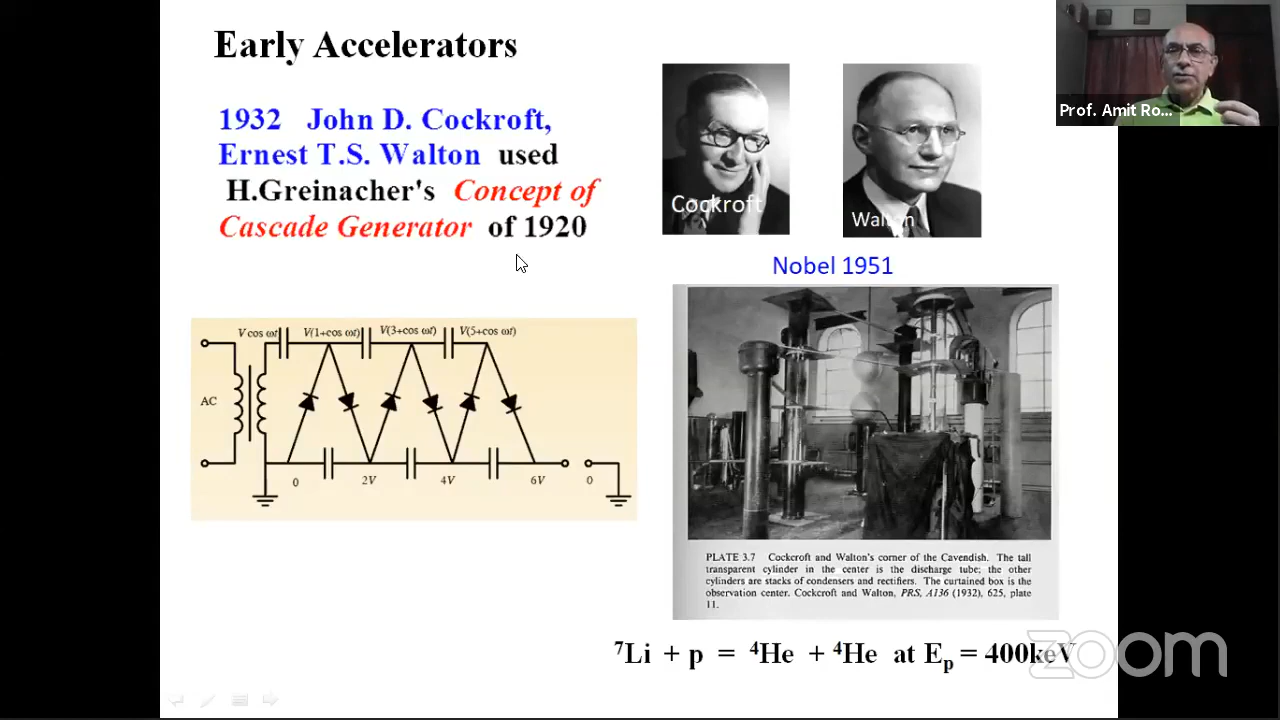 Early Accelerators
1932 John D. Cockroft,
Ernest T.S. Walton used
H.Greinacher's Concept of
Cascade Generator of 1920
Cockroft
Walton
Nobel 1951
Prof. Amit Ro...
V cos ωt V(1+cos ωt) V(3+cos ωt) V(5+cos ωt)
AC
0 2V 4V 6V 0
PLATE 3.7 Cockcroft and Walton's corner of the Cavendish. The tall
transparent cylinder in the center is the discharge tube; the other
cylinders are stacks of condensers and rectifiers. The curtained box is the
observation center. Cockcroft and Walton, PRS, A136 (1932), 625, plate
11.
⁷Li + p = ⁴He + ⁴He at Eₚ = 400keV
zoom